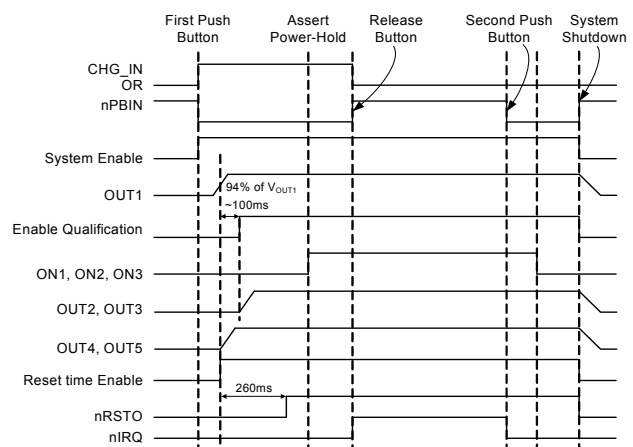 First Push
Button
Assert
Power-Hold
Release
Button
Second Push
Button
System
Shutdown
CHG_IN
OR
nPBIN
System Enable
OUT1
94% of VOUT1
~100ms
Enable Qualification
ON1, ON2, ON3
OUT2, OUT3
OUT4, OUT5
Reset time Enable
260ms
nRSTO
nIRQ